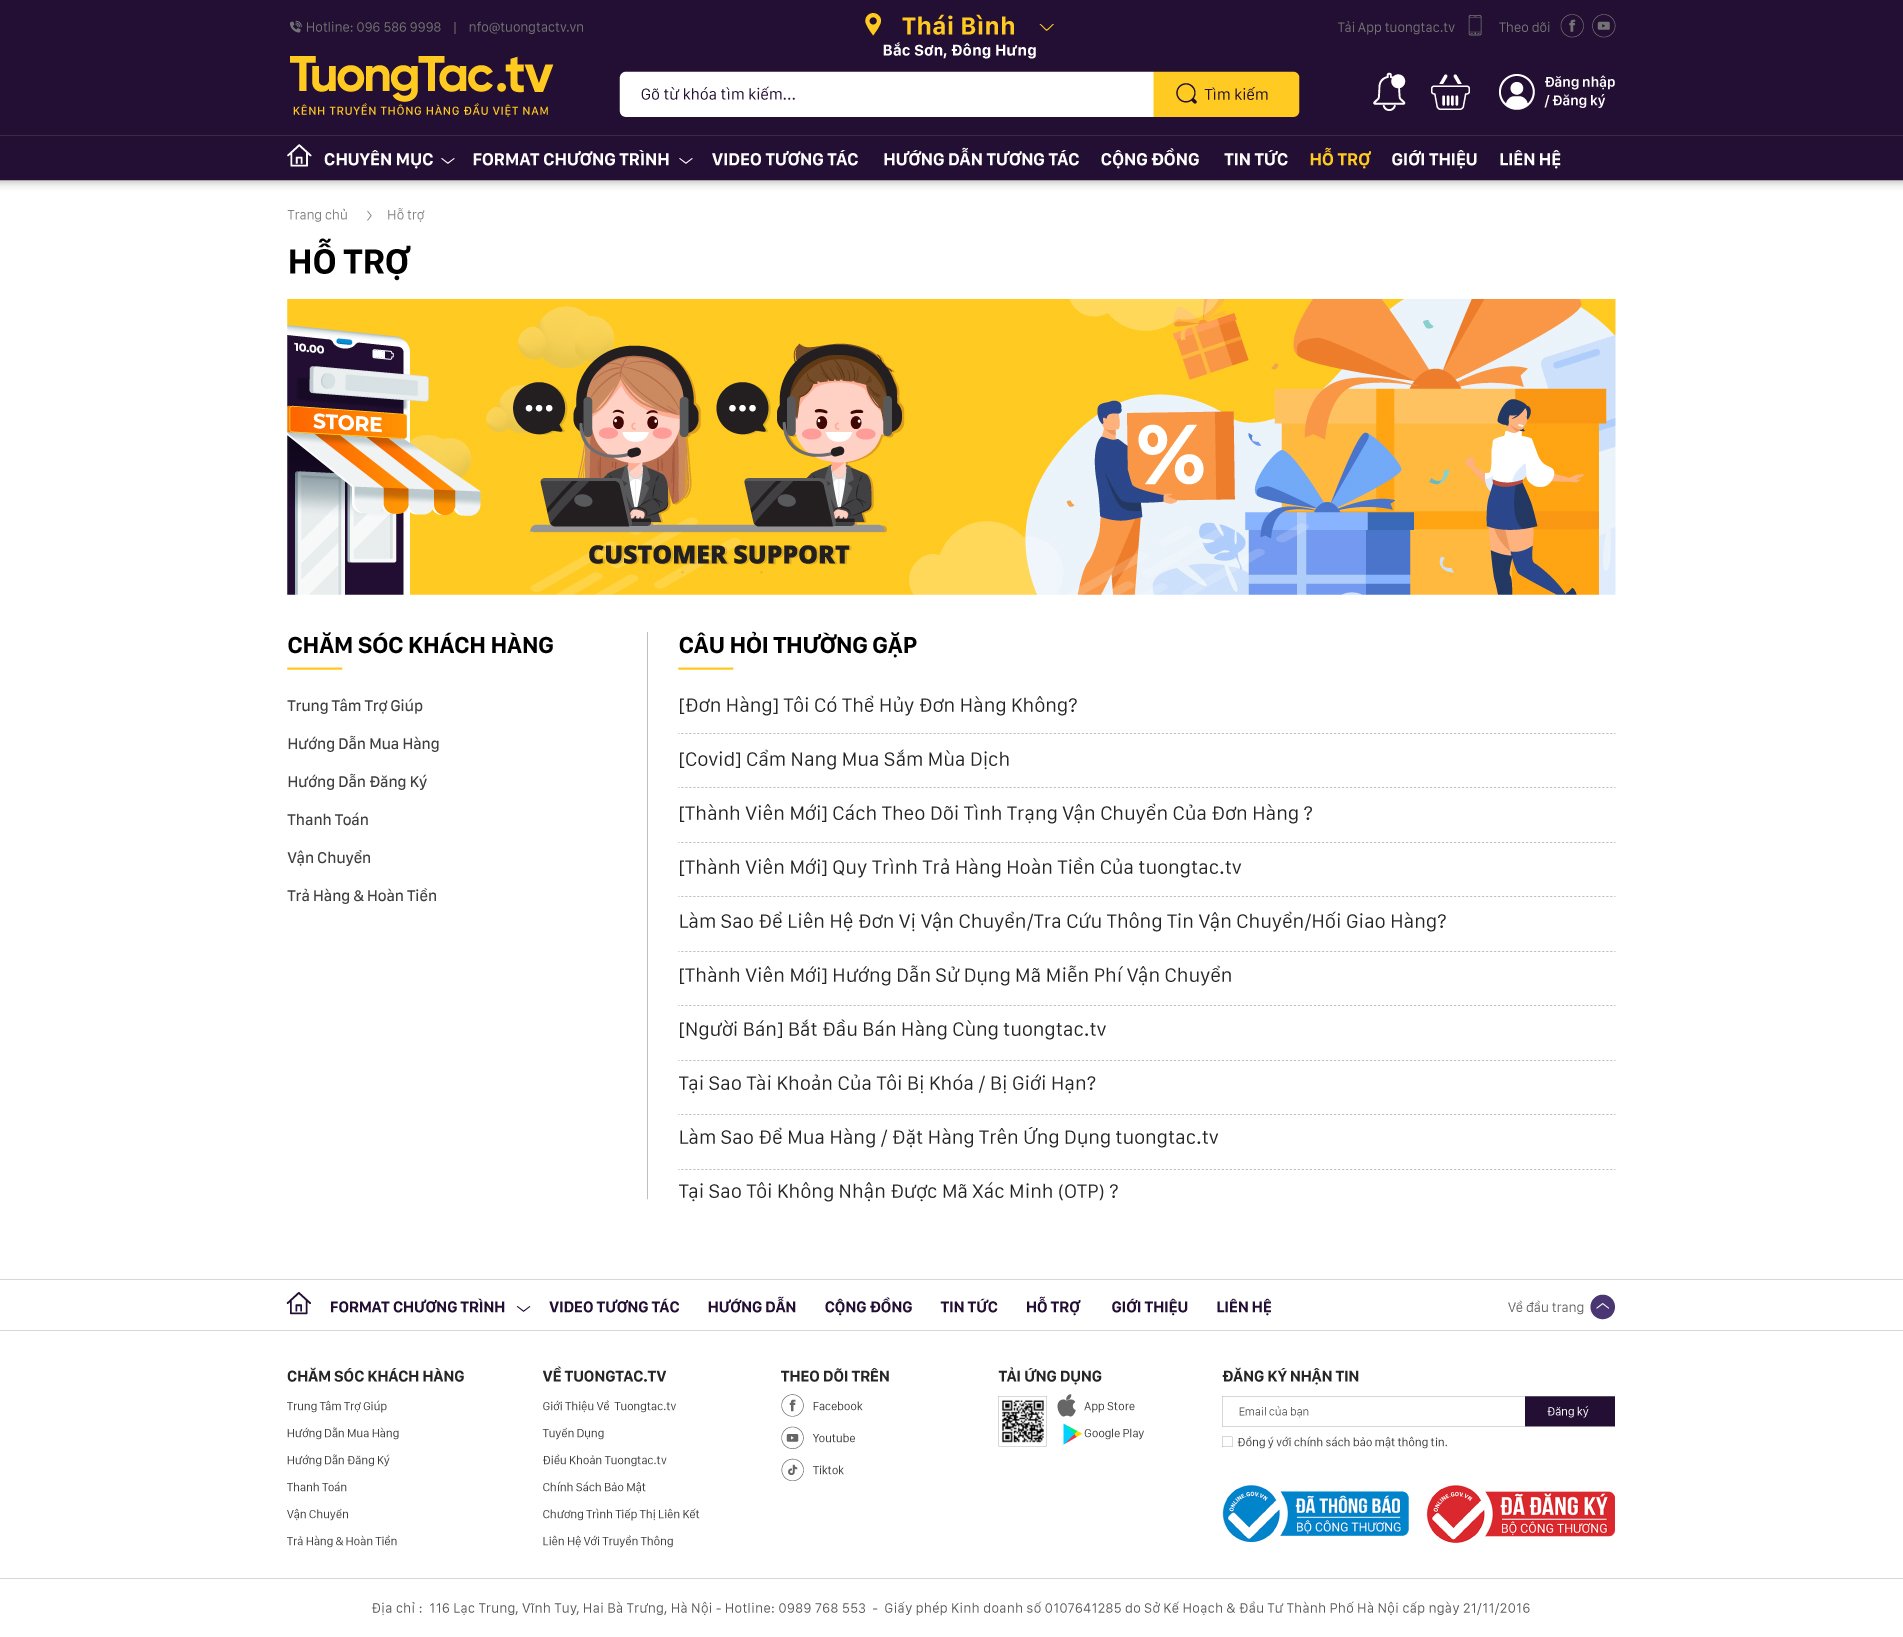 Hotline: 096 586 9998 | nfo@tuongtactv.vn
Thái Bình
Bắc Sơn, Đông Hưng
Tải App tuongtac.tv
Theo dõi
TuongTac.tv
KÊNH TRUYỀN THÔNG HÀNG ĐẦU VIỆT NAM
Gõ từ khóa tìm kiếm...
Tìm kiếm
Đăng nhập
/ Đăng ký
CHUYÊN MỤC FORMAT CHƯƠNG TRÌNH VIDEO TƯƠNG TÁC HƯỚNG DẪN TƯƠNG TÁC CỘNG ĐỒNG TIN TỨC HỖ TRỢ GIỚI THIỆU LIÊN HỆ
Trang chủ > Hỗ trợ
HỖ TRỢ
10.00
STORE
%
CUSTOMER SUPPORT
CHĂM SÓC KHÁCH HÀNG
Trung Tâm Trợ Giúp
Hướng Dẫn Mua Hàng
Hướng Dẫn Đăng Ký
Thanh Toán
Vận Chuyển
Trả Hàng & Hoàn Tiền
CÂU HỎI THƯỜNG GẶP
[Đơn Hàng] Tôi Có Thể Hủy Đơn Hàng Không?
[Covid] Cẩm Nang Mua Sắm Mùa Dịch
[Thành Viên Mới] Cách Theo Dõi Tình Trạng Vận Chuyển Của Đơn Hàng ?
[Thành Viên Mới] Quy Trình Trả Hàng Hoàn Tiền Của tuongtac.tv
Làm Sao Để Liên Hệ Đơn Vị Vận Chuyển/Tra Cứu Thông Tin Vận Chuyển/Hối Giao Hàng?
[Thành Viên Mới] Hướng Dẫn Sử Dụng Mã Miễn Phí Vận Chuyển
[Người Bán] Bắt Đầu Bán Hàng Cùng tuongtac.tv
Tại Sao Tài Khoản Của Tôi Bị Khóa / Bị Giới Hạn?
Làm Sao Để Mua Hàng / Đặt Hàng Trên Ứng Dụng tuongtac.tv
Tại Sao Tôi Không Nhận Được Mã Xác Minh (OTP) ?
FORMAT CHƯƠNG TRÌNH VIDEO TƯƠNG TÁC HƯỚNG DẪN CỘNG ĐỒNG TIN TỨC HỖ TRỢ GIỚI THIỆU LIÊN HỆ
Về đầu trang
CHĂM SÓC KHÁCH HÀNG
Trung Tâm Trợ Giúp
Hướng Dẫn Mua Hàng
Hướng Dẫn Đăng Ký
Thanh Toán
Vận Chuyển
Trả Hàng & Hoàn Tiền
VỀ TUONGTAC.TV
Giới Thiệu Về Tuongtac.tv
Tuyển Dụng
Điều Khoản Tuongtac.tv
Chính Sách Bảo Mật
Chương Trình Tiếp Thị Liên Kết
Liên Hệ Với Truyền Thông
THEO DÕI TRÊN
Facebook
Youtube
Tiktok
TẢI ỨNG DỤNG
App Store
Google Play
ĐĂNG KÝ NHẬN TIN
Email của bạn
Đăng ký
Đồng ý với chính sách bảo mật thông tin.
ONLINE.GOV.VN
ĐÃ THÔNG BÁO
BỘ CÔNG THƯƠNG
ONLINE.GOV.VN
ĐÃ ĐĂNG KÝ
BỘ CÔNG THƯƠNG
Địa chỉ : 116 Lạc Trung, Vĩnh Tuy, Hai Bà Trưng, Hà Nội - Hotline: 0989 768 553 - Giấy phép Kinh doanh số 0107641285 do Sở Kế Hoạch & Đầu Tư Thành Phố Hà Nội cấp ngày 21/11/2016